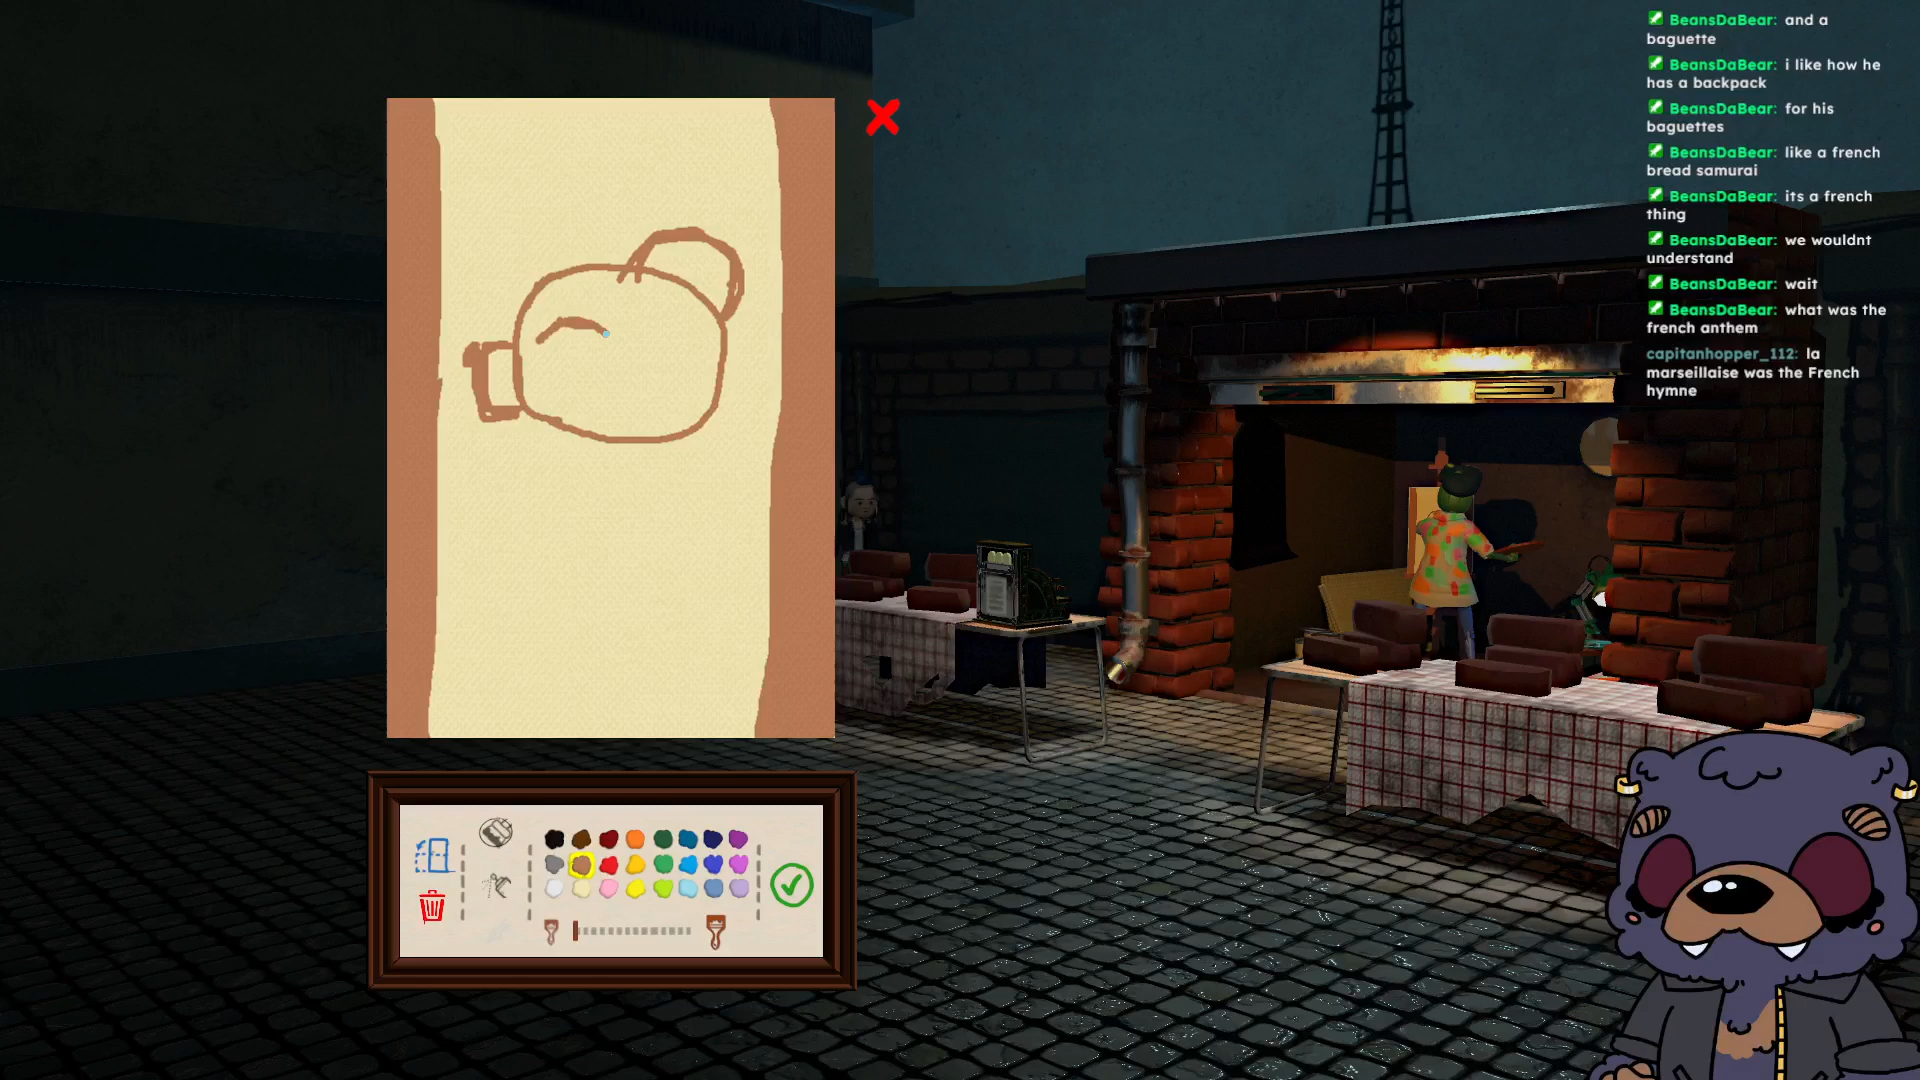 BeansDaBear: and a
baguette
BeansDaBear: i like how he
has a backpack
BeansDaBear: for his
baguettes
BeansDaBear: like a french
bread samurai
BeansDaBear: its a french
thing
BeansDaBear: we wouldnt
understand
BeansDaBear: wait
BeansDaBear: what was the
french anthem
capitanhopper_112: la
marseillaise was the French
hymne